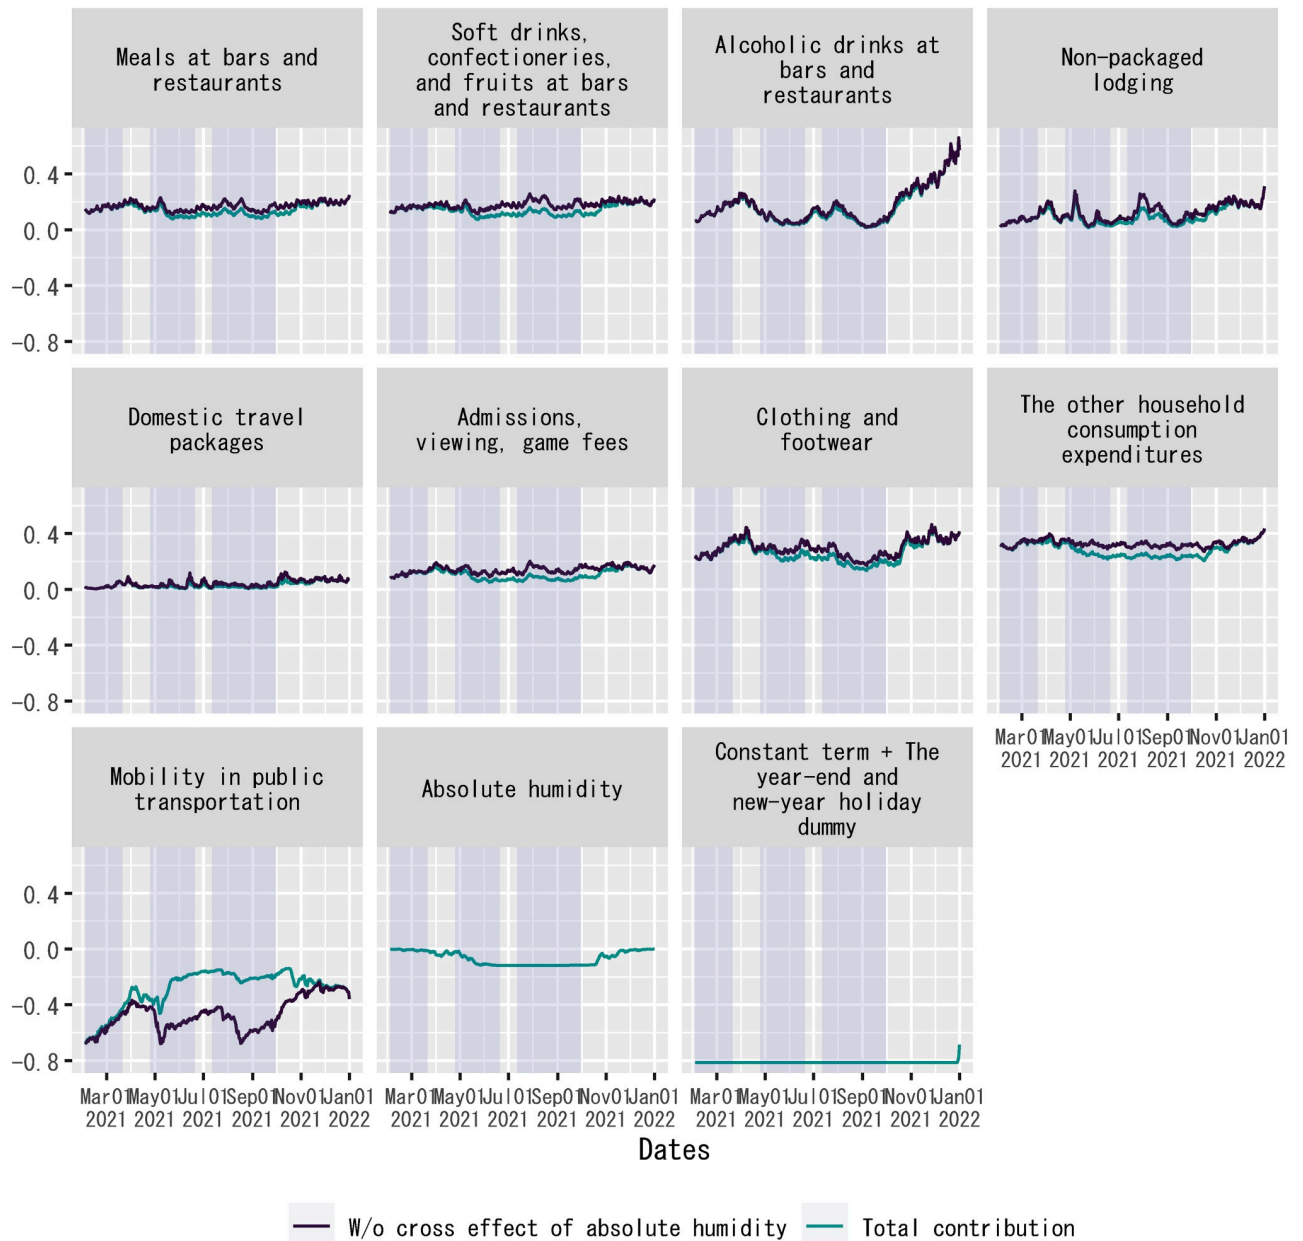 Meals at bars and
restaurants
Soft drinks,
confectioneries,
and fruits at bars
and restaurants
Alcoholic drinks at
bars and
restaurants
Non-packaged
lodging
0.4
0.0
-0.4
-0.8
Domestic travel
packages
Admissions,
viewing, game fees
Clothing and
footwear
The other household
consumption
expenditures
0.4
0.0
-0.4
-0.8
Mar01 May01 Jul01 Sep01 Nov01 Jan01
2021 2021 2021 2021 2021 2022
Mobility in public
transportation
Absolute humidity
Constant term + The
year-end and
new-year holiday
dummy
0.4
0.0
-0.4
-0.8
Mar01 May01 Jul01 Sep01 Nov01 Jan01
2021 2021 2021 2021 2021 2022
Mar01 May01 Jul01 Sep01 Nov01 Jan01
2021 2021 2021 2021 2021 2022
Mar01 May01 Jul01 Sep01 Nov01 Jan01
2021 2021 2021 2021 2021 2022
Dates
W/o cross effect of absolute humidity
Total contribution